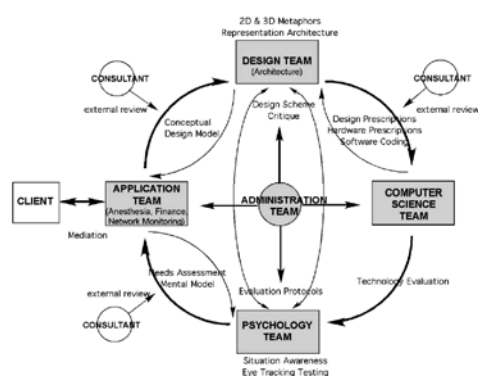 2D & 3D Metaphors
Representation Architecture
DESIGN TEAM
(Architecture)
CONSULTANT
external review
CONSULTANT
external review
Conceptual
Design Model
Design Scheme
Critique
Design Prescriptions
Hardware Prescriptions
Software Coding
CLIENT
APPLICATION
TEAM
(Anesthesia, Finance,
Network Monitoring)
ADMINISTRATION
TEAM
COMPUTER
SCIENCE
TEAM
Mediation
Needs Assessment
Mental Model
Evaluation Protocols
Technology Evaluation
external review
CONSULTANT
PSYCHOLOGY
TEAM
Situation Awareness
Eye Tracking Testing